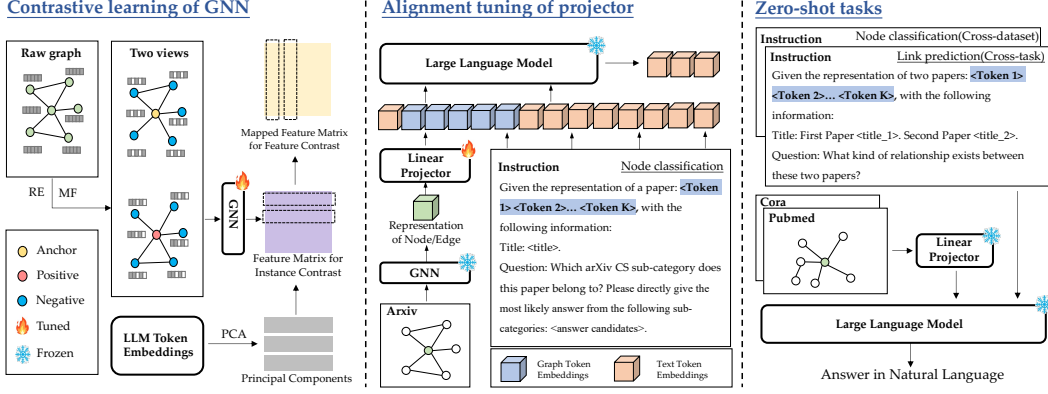 Contrastive learning of GNN
Raw graph
Two views
RE
MF
Anchor
Positive
Negative
Tuned
Frozen
LLM Token
Embeddings
PCA
GNN
Mapped Feature Matrix
for Feature Contrast
Feature Matrix for
Instance Contrast
Principal Components
Alignment tuning of projector
Large Language Model
Linear
Projector
Representation
of Node/Edge
GNN
Arxiv
Instruction
Node classification
Given the representation of a paper: <Token
1> <Token 2>... <Token K>, with the
following information:
Title: <title>.
Question: Which arXiv CS sub-category does
this paper belong to? Please directly give the
most likely answer from the following sub-
categories: <answer candidates>.
Graph Token
Embeddings
Text Token
Embeddings
Zero-shot tasks
Instruction
Node classification(Cross-dataset)
Instruction
Link prediction(Cross-task)
Given the representation of two papers: <Token 1>
<Token 2>... <Token K>, with the following
information:
Title: First Paper <title_1>. Second Paper <title_2>.
Question: What kind of relationship exists between
these two papers?
Cora
Pubmed
Linear
Projector
Large Language Model
Answer in Natural Language